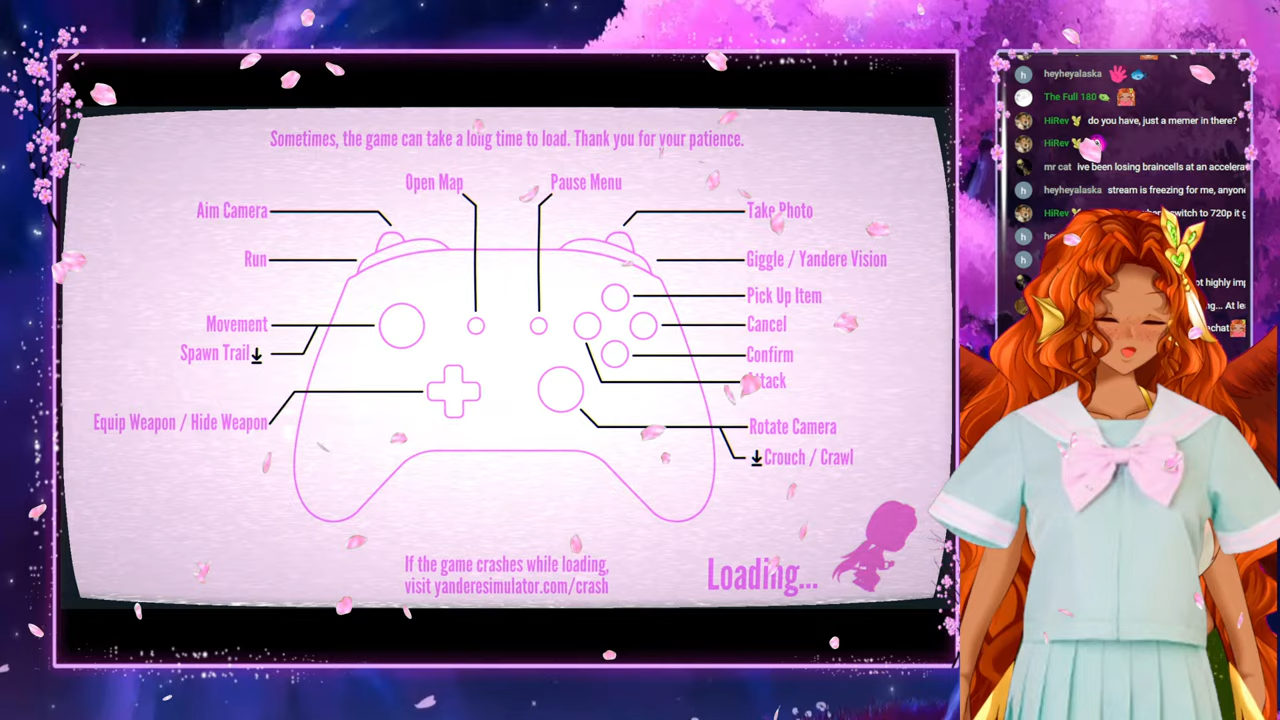 Sometimes, the game can take a long time to load. Thank you for your patience.
Open Map
Pause Menu
Aim Camera
Take Photo
Run
Giggle / Yandere Vision
Pick Up Item
Movement
Cancel
Spawn Trail
Confirm
Attack
Equip Weapon / Hide Weapon
Rotate Camera
Crouch / Crawl
If the game crashes while loading,
visit yanderesimulator.com/crash
Loading...
h heyheyalaska
The Full 180
HiRev do you have, just a memer in there?
HiRev
mr cat ive been losing braincells at an
h heyheyalaska stream is freezing for me,
HiRev switch to 720p it
h
h